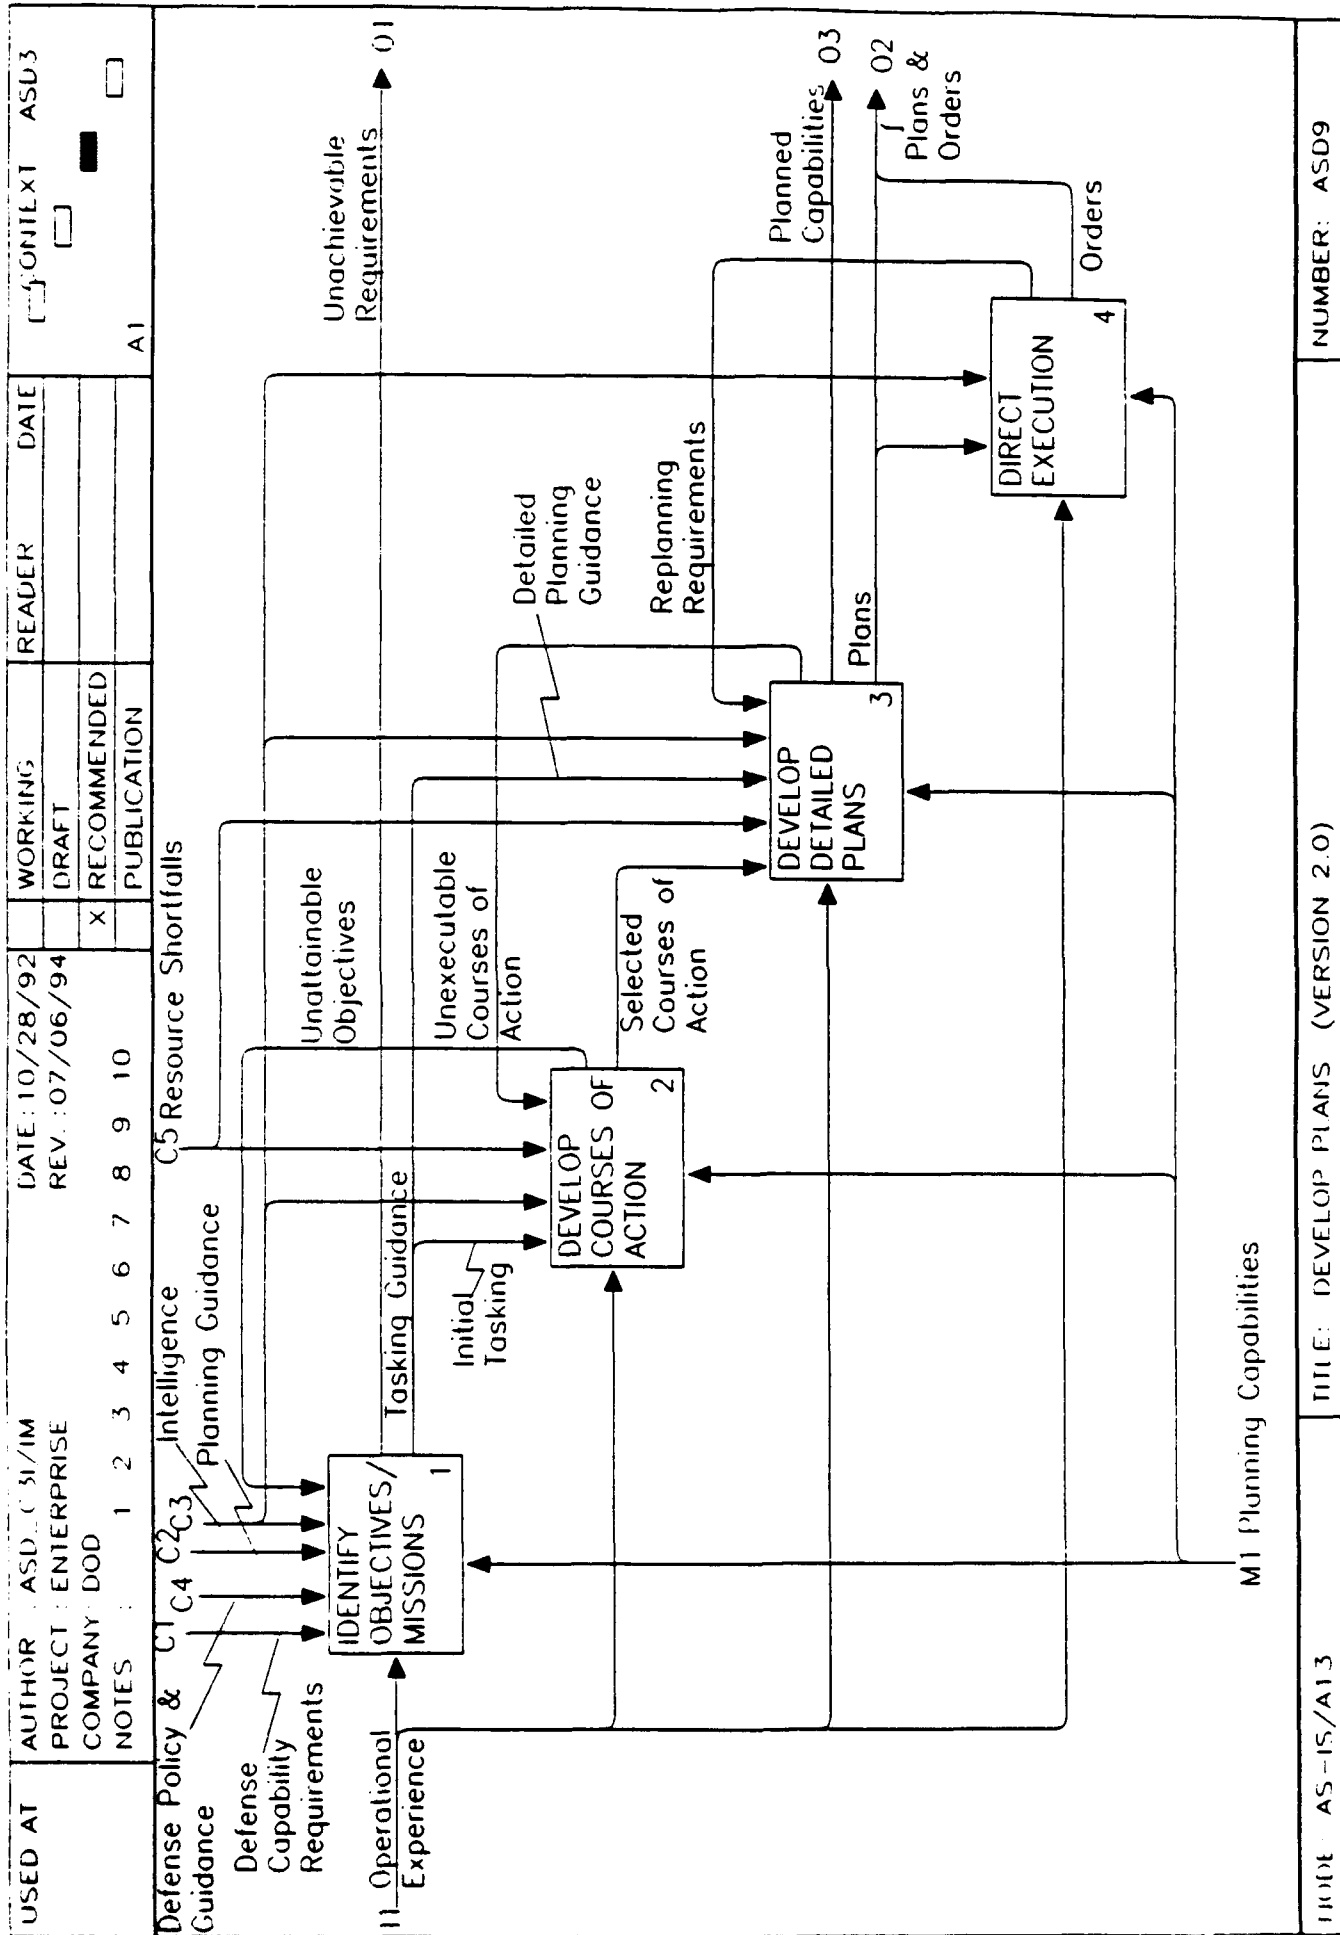 USED AT
AUTHOR : ASD_C3I/IM
PROJECT : ENTERPRISE
COMPANY: DOD
NOTES : 1 2 3 4 5 6 7 8 9 10
DATE: 10/28/92
REV.: 07/06/94
WORKING
DRAFT
X RECOMMENDED
PUBLICATION
READER DATE
CONTEXT ASD3
A1
Defense Policy &
Guidance
C1
C4
C2
C3
Intelligence
Planning Guidance
C5 Resource Shortfalls
Defense
Capability
Requirements
I1 Operational
Experience
IDENTIFY
OBJECTIVES/
MISSIONS
1
Unattainable
Objectives
Unachievable
Requirements
O1
Tasking Guidance
Initial
Tasking
Unexecutable
Courses of
Action
DEVELOP
COURSES OF
ACTION
2
Selected
Courses of
Action
Detailed
Planning
Guidance
Replanning
Requirements
DEVELOP
DETAILED
PLANS
3
Plans
Planned
Capabilities
O3
O2
Plans &
Orders
DIRECT
EXECUTION
4
Orders
M1 Planning Capabilities
NODE: AS-IS/A13
TITLE: DEVELOP PLANS (VERSION 2.0)
NUMBER: ASD9